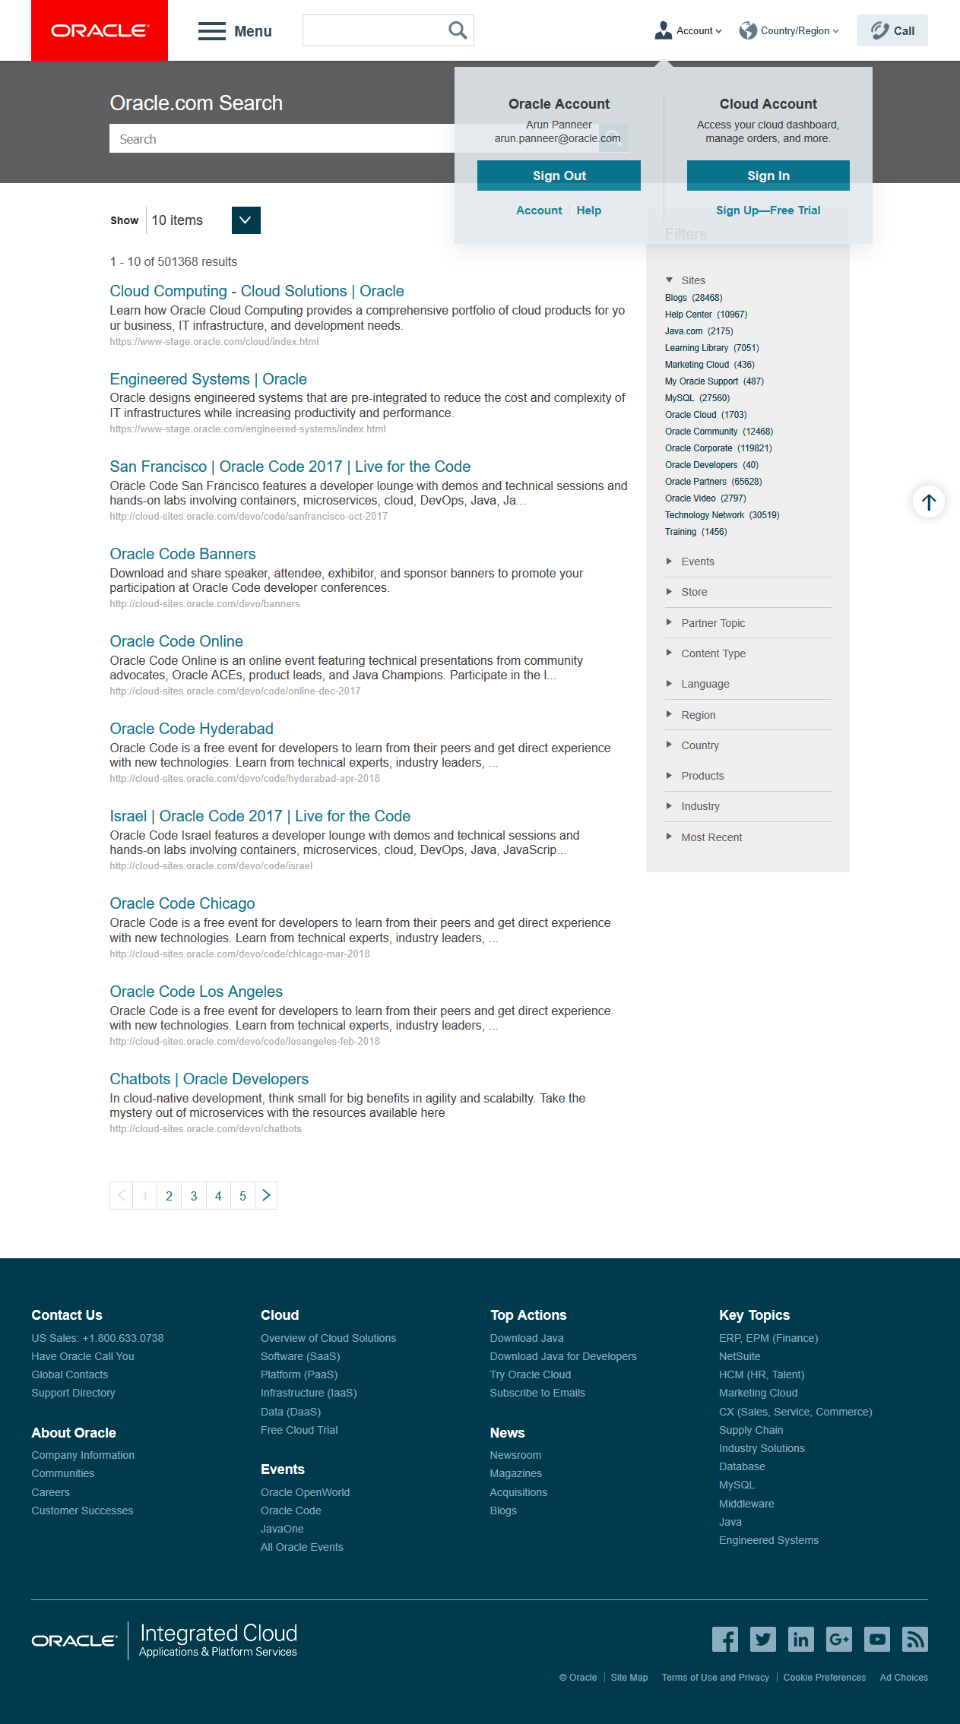 ORACLE
Menu
Account
Country/Region
Call
Oracle.com Search
Search
Oracle Account
Arun Panneer
arun.panneer@oracle.com
Sign Out
Account | Help
Cloud Account
Access your cloud dashboard,
manage orders, and more.
Sign In
Sign Up—Free Trial
Show 10 items
1 - 10 of 501368 results
Cloud Computing - Cloud Solutions | Oracle
Learn how Oracle Cloud Computing provides a comprehensive portfolio of cloud products for yo
ur business, IT infrastructure, and development needs.
https://www-stage.oracle.com/cloud/index.html
Engineered Systems | Oracle
Oracle designs engineered systems that are pre-integrated to reduce the cost and complexity of
IT infrastructures while increasing productivity and performance.
https://www-stage.oracle.com/engineered-systems/index.html
San Francisco | Oracle Code 2017 | Live for the Code
Oracle Code San Francisco features a developer lounge with demos and technical sessions and
hands-on labs involving containers, microservices, cloud, DevOps, Java, Ja...
http://cloud-sites.oracle.com/devo/code/sanfrancisco-oct-2017
Oracle Code Banners
Download and share speaker, attendee, exhibitor, and sponsor banners to promote your
participation at Oracle Code developer conferences.
http://cloud-sites.oracle.com/devo/banners
Oracle Code Online
Oracle Code Online is an online event featuring technical presentations from community
advocates, Oracle ACEs, product leads, and Java Champions. Participate in the l...
http://cloud-sites.oracle.com/devo/code/online-dec-2017
Oracle Code Hyderabad
Oracle Code is a free event for developers to learn from their peers and get direct experience
with new technologies. Learn from technical experts, industry leaders, ...
http://cloud-sites.oracle.com/devo/code/hyderabad-apr-2018
Israel | Oracle Code 2017 | Live for the Code
Oracle Code Israel features a developer lounge with demos and technical sessions and
hands-on labs involving containers, microservices, cloud, DevOps, Java, JavaScrip...
http://cloud-sites.oracle.com/devo/code/israel
Oracle Code Chicago
Oracle Code is a free event for developers to learn from their peers and get direct experience
with new technologies. Learn from technical experts, industry leaders, ...
http://cloud-sites.oracle.com/devo/code/chicago-mar-2018
Oracle Code Los Angeles
Oracle Code is a free event for developers to learn from their peers and get direct experience
with new technologies. Learn from technical experts, industry leaders, ...
http://cloud-sites.oracle.com/devo/code/losangeles-feb-2018
Chatbots | Oracle Developers
In cloud-native development, think small for big benefits in agility and scalabilty. Take the
mystery out of microservices with the resources available here
http://cloud-sites.oracle.com/devo/chatbots
1 2 3 4 5
Filters
Sites
Blogs (28468)
Help Center (10967)
Java.com (2175)
Learning Library (7051)
Marketing Cloud (436)
My Oracle Support (487)
MySQL (27560)
Oracle Cloud (1703)
Oracle Community (12468)
Oracle Corporate (119821)
Oracle Developers (40)
Oracle Partners (65628)
Oracle Video (2797)
Technology Network (30519)
Training (1456)
Events
Store
Partner Topic
Content Type
Language
Region
Country
Products
Industry
Most Recent
Contact Us
US Sales: +1.800.633.0738
Have Oracle Call You
Global Contacts
Support Directory
About Oracle
Company Information
Communities
Careers
Customer Successes
Cloud
Overview of Cloud Solutions
Software (SaaS)
Platform (PaaS)
Infrastructure (IaaS)
Data (DaaS)
Free Cloud Trial
Events
Oracle OpenWorld
Oracle Code
JavaOne
All Oracle Events
Top Actions
Download Java
Download Java for Developers
Try Oracle Cloud
Subscribe to Emails
News
Newsroom
Magazines
Acquisitions
Blogs
Key Topics
ERP, EPM (Finance)
NetSuite
HCM (HR, Talent)
Marketing Cloud
CX (Sales, Service, Commerce)
Supply Chain
Industry Solutions
Database
MySQL
Middleware
Java
Engineered Systems
ORACLE
Integrated Cloud
Applications & Platform Services
© Oracle | Site Map Terms of Use and Privacy | Cookie Preferences Ad Choices